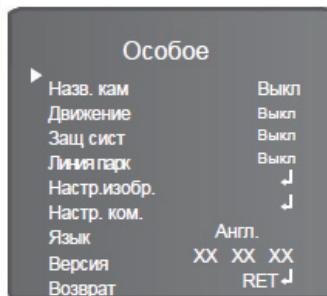 Особое
Назв. кам Выкл
Движение Выкл
Защ сист Выкл
Линия парк Выкл
Настр.изобр. ↲
Настр. ком. ↲
Язык Англ.
Версия XX XX XX
Возврат RET↲